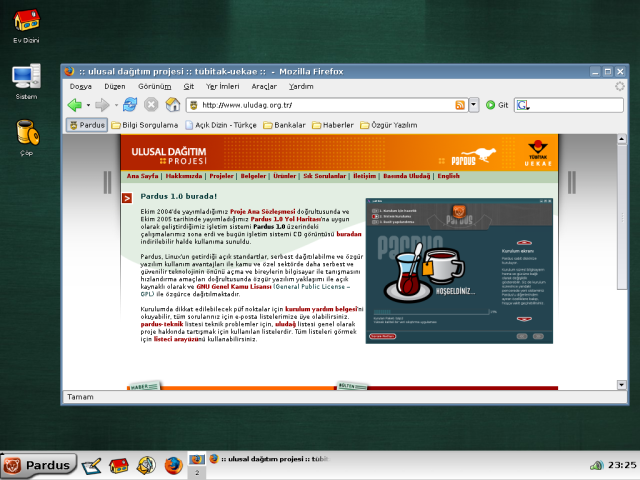 Ev Dizini
Sistem
Çöp
:: ulusal dağıtım projesi :: tubitak-uekae :: - Mozilla Firefox
Dosya Düzen Görünüm Git Yer İmleri Araçlar Yardım
http://www.uludag.org.tr/
Git
Pardus Bilgi Sorgulama Açık Dizin - Türkçe Bankalar Haberler Özgür Yazılım
ULUSAL DAĞITIM
PROJESİ
PARDUS
TÜBİTAK
UEKAE
Ana Sayfa | Hakkımızda | Projeler | Belgeler | Ürünler | Sık Sorulanlar | İletişim | Basında Uludağ | English
Pardus 1.0 burada!
Ekim 2004'de yayımladığımız Proje Ana Sözleşmesi doğrultusunda ve
Ekim 2005 tarihinde yayımladığımız Pardus 1.0 Yol Haritası'na uygun
olarak geliştirdiğimiz işletim sistemi Pardus 1.0 üzerindeki
çalışmalarımız sona erdi ve bugün işletim sistemi CD görüntüsü buradan
indirilebilir halde kullanıma sunuldu.
Pardus, Linux'un getirdiği açık standartlar, serbest dağıtılabilme ve özgür
yazılım kullanım avantajları ile kamu ve özel sektörde daha serbest ve
güvenilir teknolojinin önünü açma ve bireylerin bilgisayar ile tanışmasını
hızlandırma amaçları doğrultusunda özgür yazılım yaklaşımı ile açık
kaynaklı olarak ve GNU Genel Kamu Lisansı (General Public License -
GPL) ile özgürce dağıtılmaktadır.
Kurulumda dikkat edilebilecek püf noktalar için kurulum yardım belgesi'ni
okuyabilir, tüm sorularınız için e-posta listelerimize üye olabilirsiniz.
pardus-teknik listesi teknik problemler için, uludağ listesi genel olarak
proje hakkında tartışmak için kullanılan listelerdir. Tüm listeleri görmek
için listeci arayüzünü kullanabilirsiniz.
PARDUS
HOŞGELDİNİZ...
Kurulum ekranı
HABER
BÜLTEN
Tamam
Pardus
2
:: ulusal dağıtım projesi :: tübit
23:25